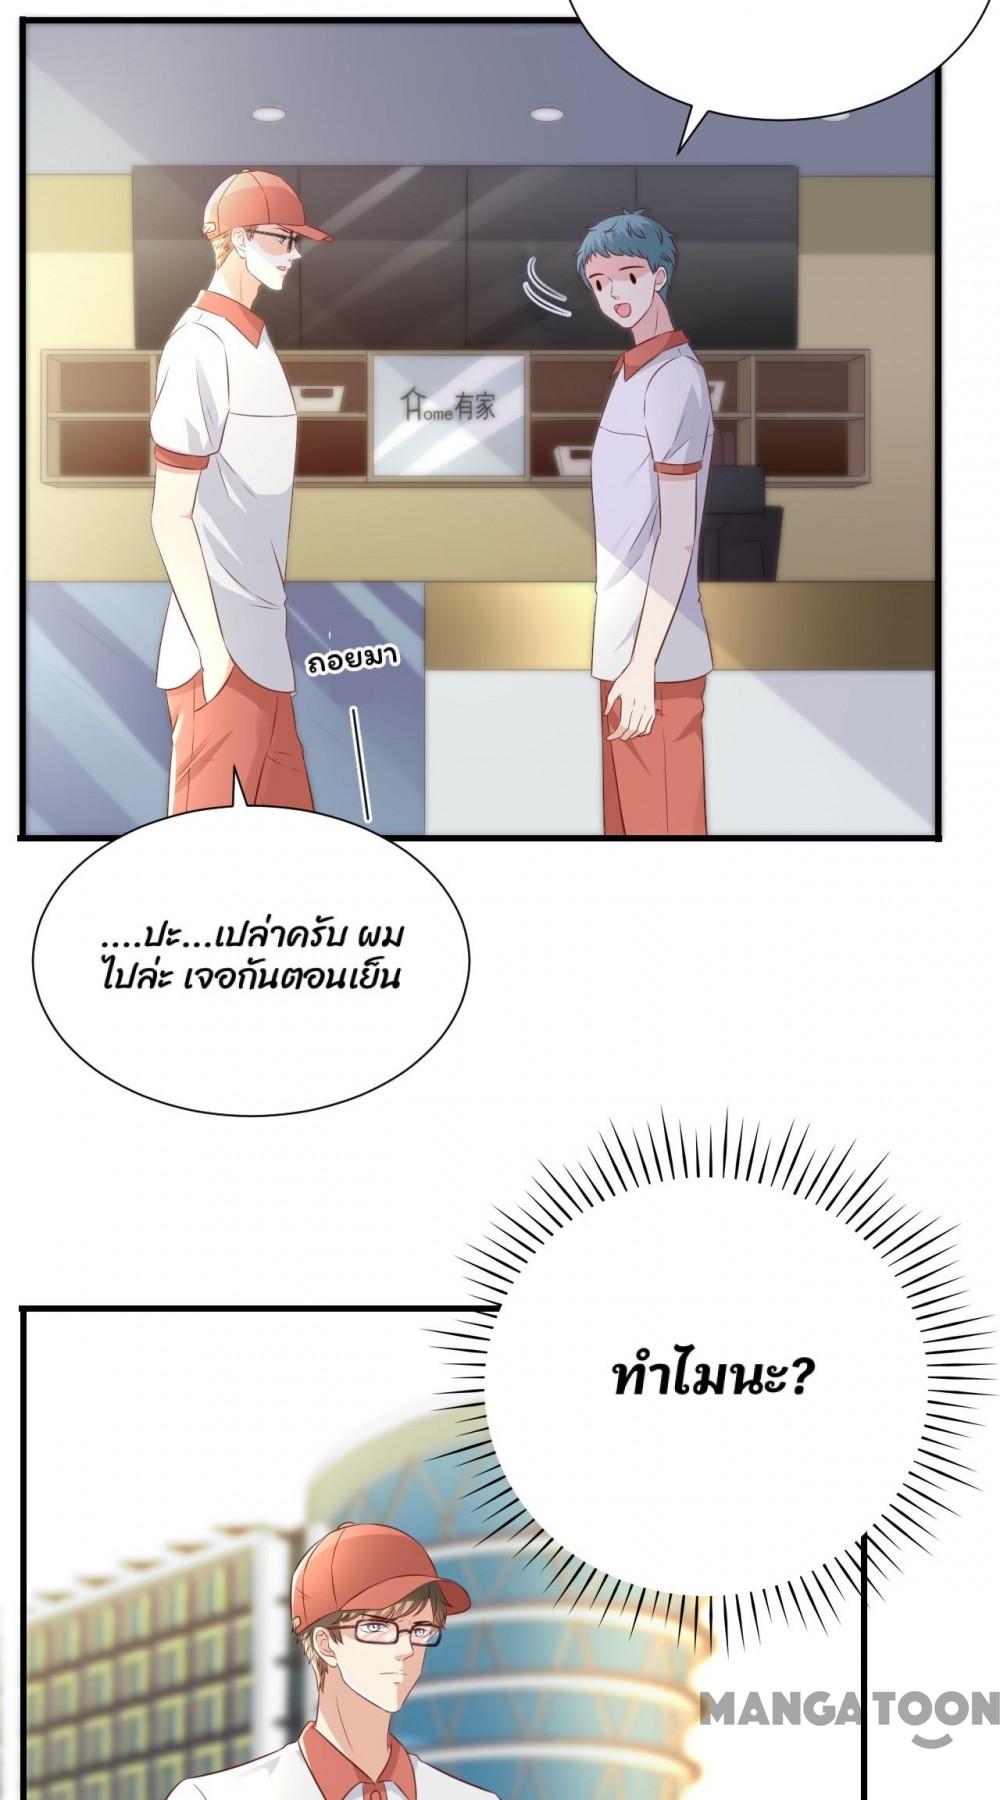 Home有家
ถอยมา
....ปะ...เปล่าครับ ผม
ไปล่ะ เจอกันตอนเย็น
ทำไมนะ?
MANGATOON